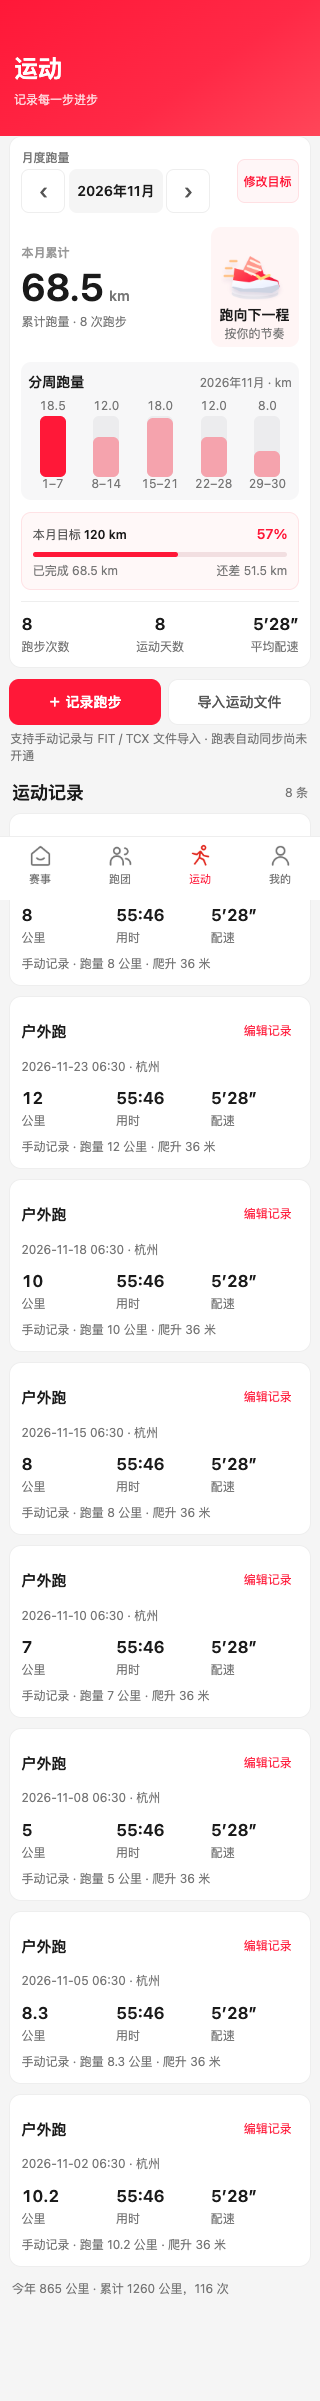 运动
记录每一步进步
月度跑量
‹ 2026年11月 › 修改目标
本月累计
68.5 km
累计跑量 · 8 次跑步
跑向下一程
按你的节奏
分周跑量 2026年11月 · km
18.5 12.0 18.0 12.0 8.0
1–7 8–14 15–21 22–28 29–30
本月目标 120 km 57%
已完成 68.5 km 还差 51.5 km
8 8 5’28”
跑步次数 运动天数 平均配速
＋ 记录跑步 导入运动文件
支持手动记录与 FIT / TCX 文件导入 · 跑表自动同步尚未
开通
运动记录 8 条
赛事 跑团 运动 我的
8 55:46 5’28”
公里 用时 配速
手动记录 · 跑量 8 公里 · 爬升 36 米
户外跑 编辑记录
2026-11-23 06:30 · 杭州
12 55:46 5’28”
公里 用时 配速
手动记录 · 跑量 12 公里 · 爬升 36 米
户外跑 编辑记录
2026-11-18 06:30 · 杭州
10 55:46 5’28”
公里 用时 配速
手动记录 · 跑量 10 公里 · 爬升 36 米
户外跑 编辑记录
2026-11-15 06:30 · 杭州
8 55:46 5’28”
公里 用时 配速
手动记录 · 跑量 8 公里 · 爬升 36 米
户外跑 编辑记录
2026-11-10 06:30 · 杭州
7 55:46 5’28”
公里 用时 配速
手动记录 · 跑量 7 公里 · 爬升 36 米
户外跑 编辑记录
2026-11-08 06:30 · 杭州
5 55:46 5’28”
公里 用时 配速
手动记录 · 跑量 5 公里 · 爬升 36 米
户外跑 编辑记录
2026-11-05 06:30 · 杭州
8.3 55:46 5’28”
公里 用时 配速
手动记录 · 跑量 8.3 公里 · 爬升 36 米
户外跑 编辑记录
2026-11-02 06:30 · 杭州
10.2 55:46 5’28”
公里 用时 配速
手动记录 · 跑量 10.2 公里 · 爬升 36 米
今年 865 公里 · 累计 1260 公里，116 次